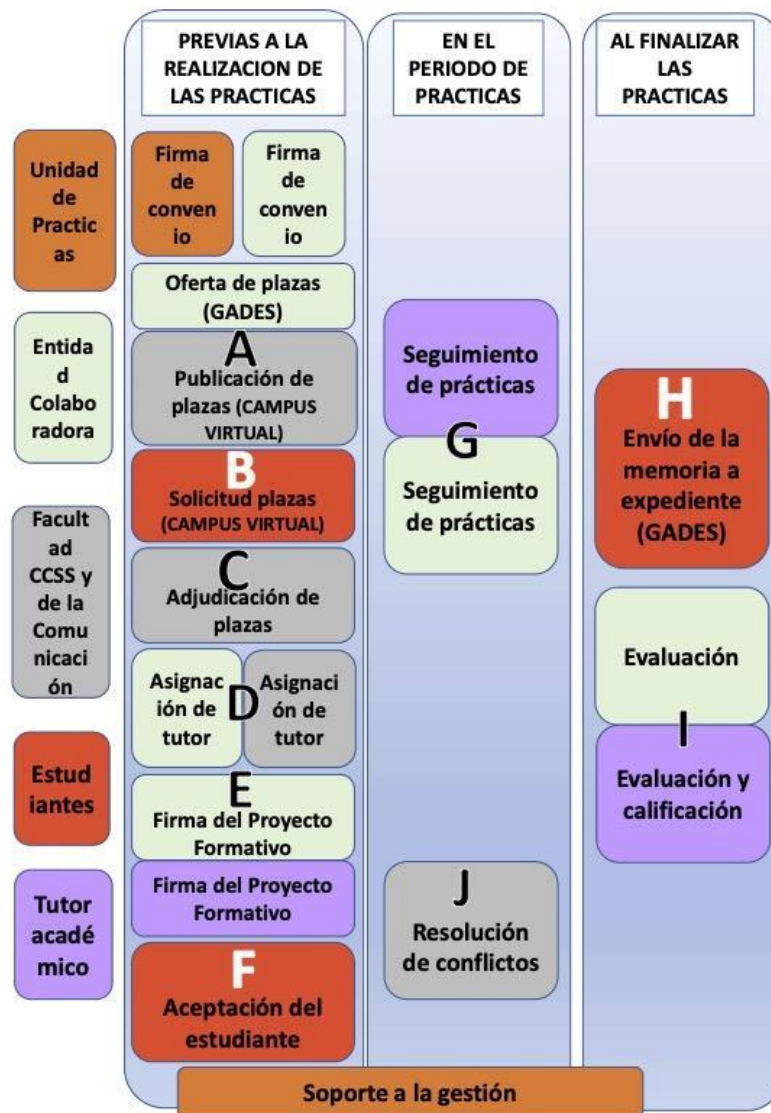 PREVIAS A LA
REALIZACION DE
LAS PRACTICAS
EN EL
PERIODO DE
PRACTICAS
AL FINALIZAR
LAS
PRACTICAS
Unidad
de
Practic
as
Firma
de
conven
io
Firma
de
conven
io
Oferta de plazas
(GADES)
Entida
d
Colabo
radora
A
Publicación de
plazas (CAMPUS
VIRTUAL)
B
Solicitud plazas
(CAMPUS VIRTUAL)
Facult
ad
CCSS y
de la
Comu
nicaci
ón
C
Adjudicación de
plazas
Asignac
ión de
tutor
D
Asignaci
ón de
tutor
Estud
iantes
E
Firma del Proyecto
Formativo
Tutor
acadé
mico
Firma del Proyecto
Formativo
F
Aceptación del
estudiante
Seguimiento
de prácticas
G
Seguimiento
de prácticas
J
Resolución
de conflictos
H
Envío de la
memoria a
expediente
(GADES)
Evaluación
I
Evaluación y
calificación
Soporte a la gestión